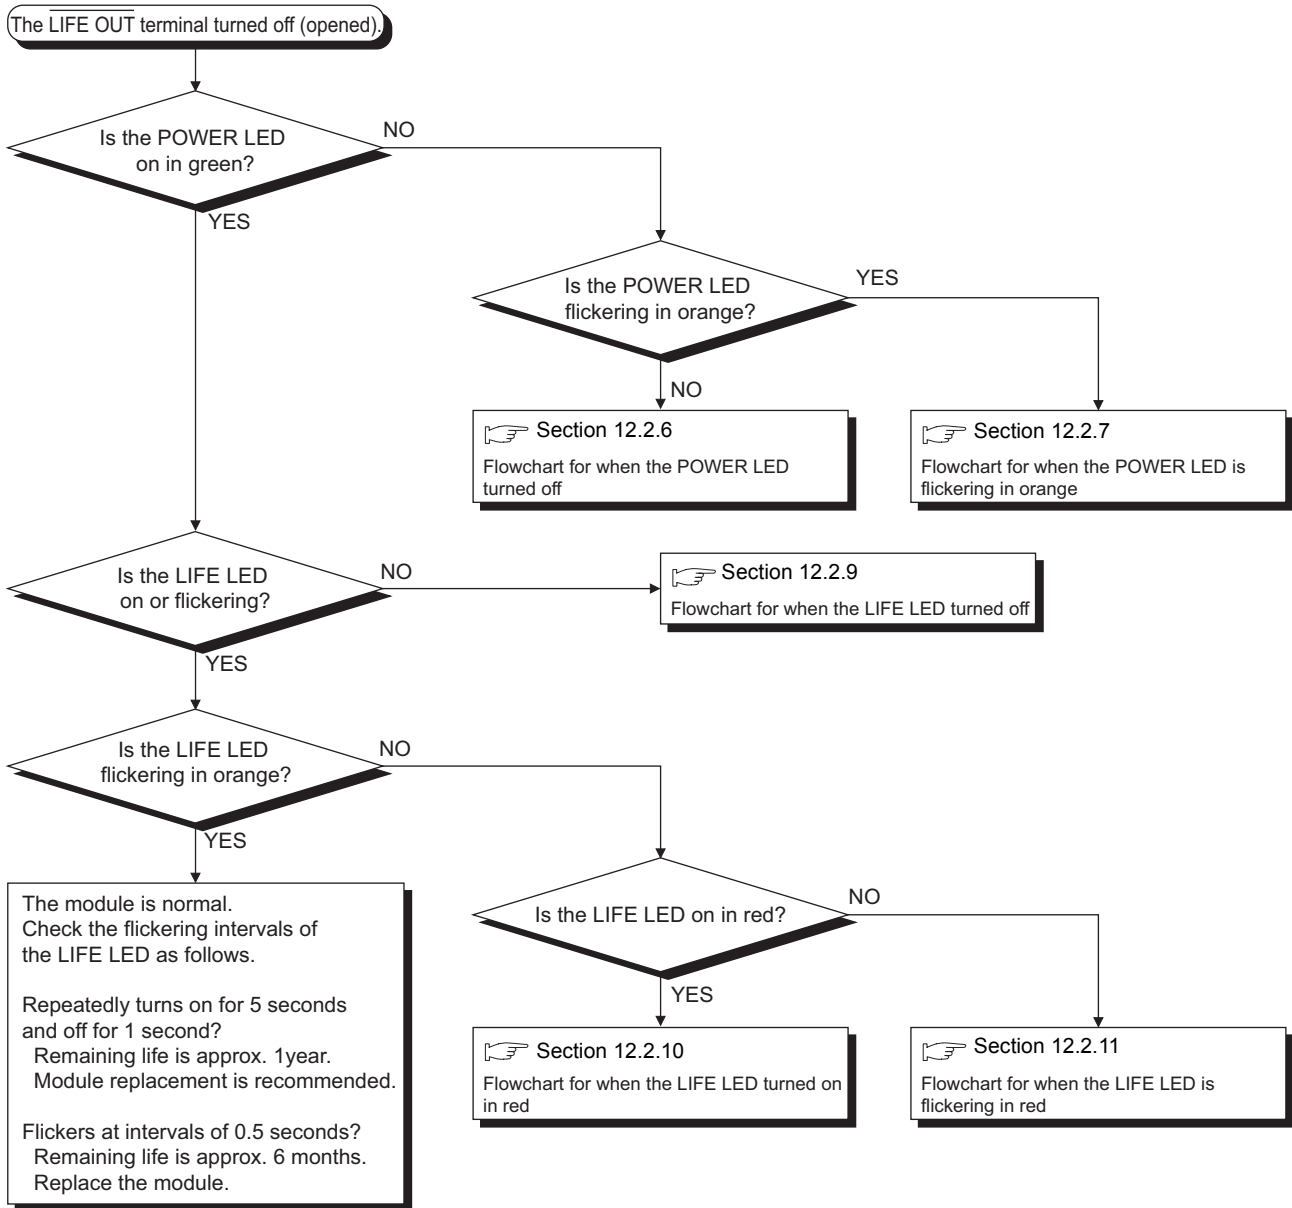 The LIFE OUT terminal turned off (opened).
Is the POWER LED
on in green?
NO
YES
Is the POWER LED
flickering in orange?
YES
NO
Section 12.2.6
Flowchart for when the POWER LED
turned off
Section 12.2.7
Flowchart for when the POWER LED is
flickering in orange
Is the LIFE LED
on or flickering?
NO
Section 12.2.9
Flowchart for when the LIFE LED turned off
YES
Is the LIFE LED
flickering in orange?
NO
YES
The module is normal.
Check the flickering intervals of
the LIFE LED as follows.
Repeatedly turns on for 5 seconds
and off for 1 second?
Remaining life is approx. 1year.
Module replacement is recommended.
Flickers at intervals of 0.5 seconds?
Remaining life is approx. 6 months.
Replace the module.
Is the LIFE LED on in red?
NO
YES
Section 12.2.10
Flowchart for when the LIFE LED turned on
in red
Section 12.2.11
Flowchart for when the LIFE LED is
flickering in red